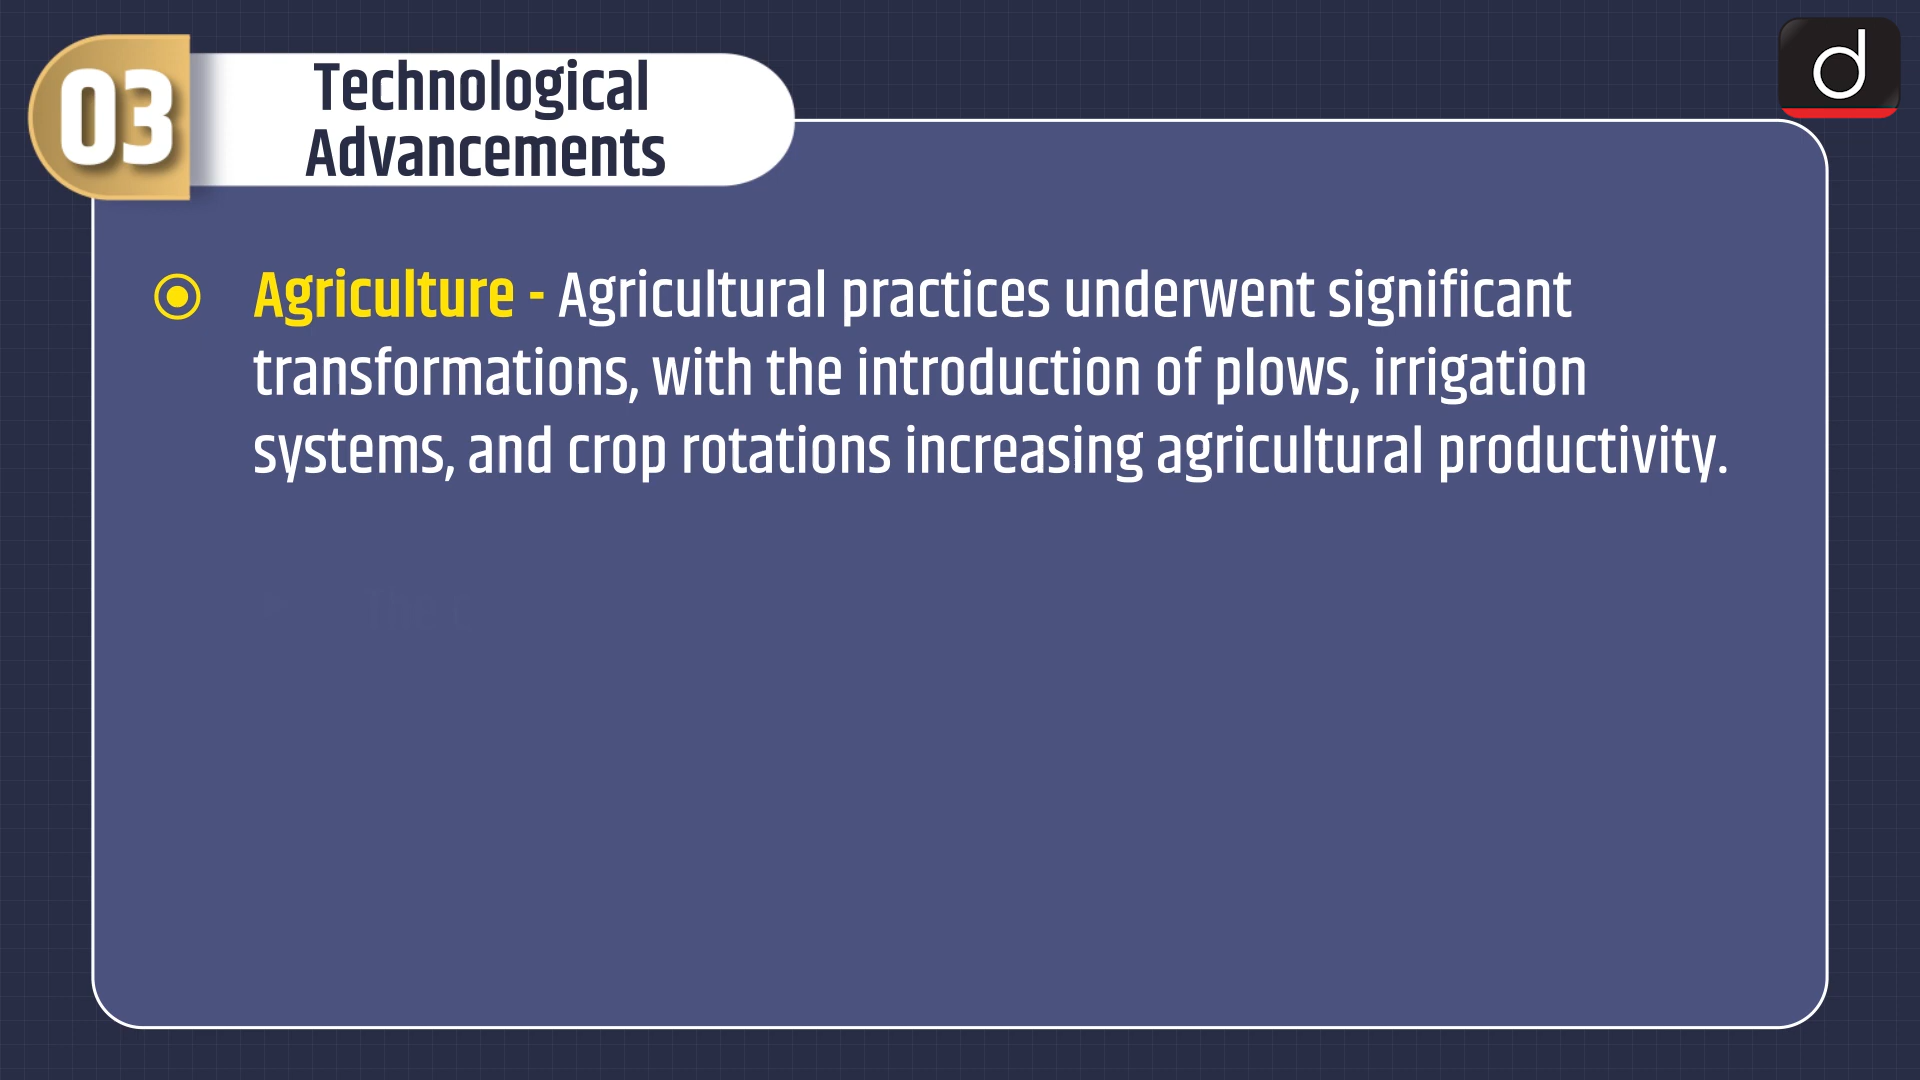 03
Technological
Advancements
d
Agriculture - Agricultural practices underwent significant
transformations, with the introduction of plows, irrigation
systems, and crop rotations increasing agricultural productivity.
The